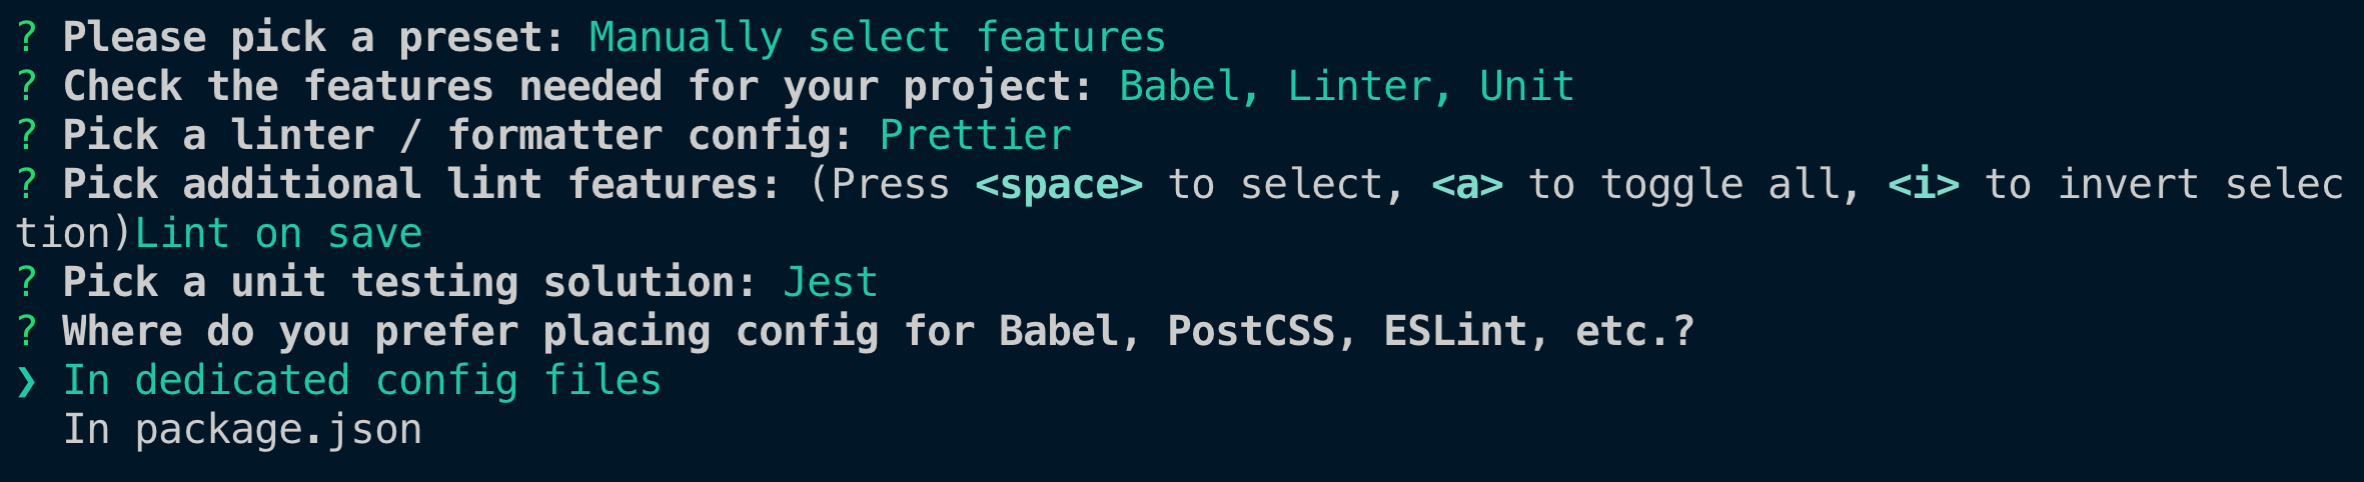 ? Please pick a preset: Manually select features
? Check the features needed for your project: Babel, Linter, Unit
? Pick a linter / formatter config: Prettier
? Pick additional lint features: (Press <space> to select, <a> to toggle all, <i> to invert selec
tion)Lint on save
? Pick a unit testing solution: Jest
? Where do you prefer placing config for Babel, PostCSS, ESLint, etc.?
❯ In dedicated config files
  In package.json